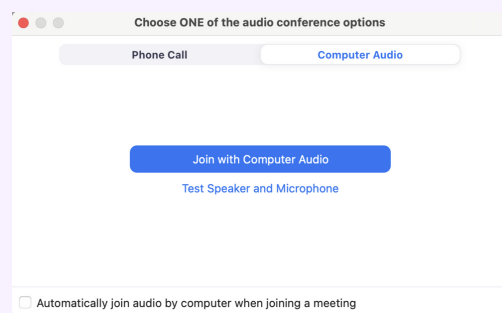 Choose ONE of the audio conference options
Phone Call Computer Audio
Join with Computer Audio
Test Speaker and Microphone
Automatically join audio by computer when joining a meeting